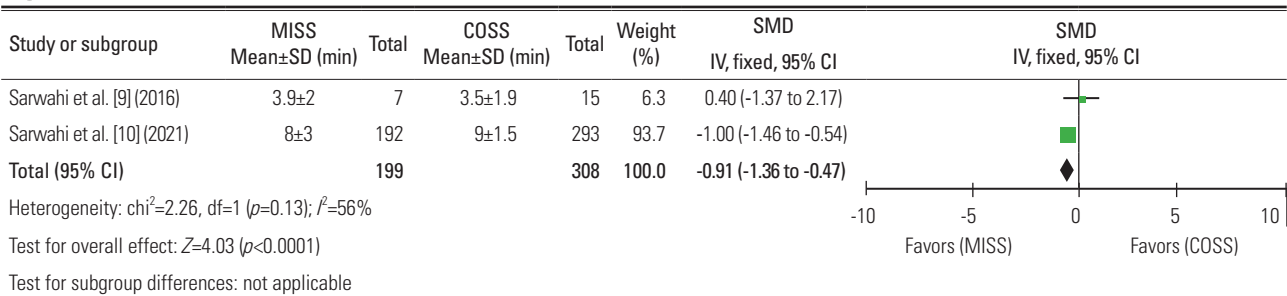 Study or subgroup MISS Mean±SD (min) Total COSS Mean±SD (min) Total Weight (%) SMD IV, fixed, 95% CI SMD IV, fixed, 95% CI
Sarwahi et al. [9] (2016) 3.9±2 7 3.5±1.9 15 6.3 0.40 (-1.37 to 2.17)
Sarwahi et al. [10] (2021) 8±3 192 9±1.5 293 93.7 -1.00 (-1.46 to -0.54)
Total (95% CI) 199 308 100.0 -0.91 (-1.36 to -0.47)
Heterogeneity: chi²=2.26, df=1 (p=0.13); I²=56%
-10 -5 0 5 10
Test for overall effect: Z=4.03 (p<0.0001)
Favors (MISS) Favors (COSS)
Test for subgroup differences: not applicable